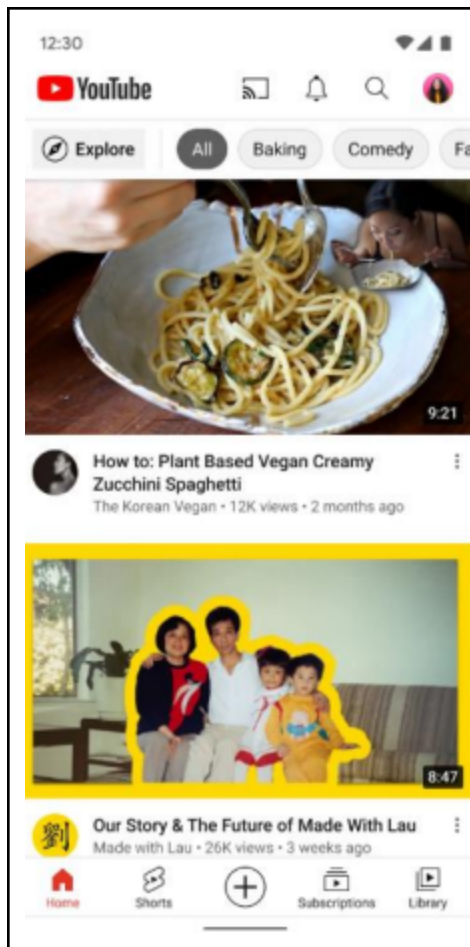 12:30
YouTube
Explore
All
Baking
Comedy
Fa
9:21
How to: Plant Based Vegan Creamy
Zucchini Spaghetti
The Korean Vegan • 12K views • 2 months ago
8:47
劉
Our Story & The Future of Made With Lau
Made with Lau • 26K views • 3 weeks ago
Home
Shorts
Subscriptions
Library